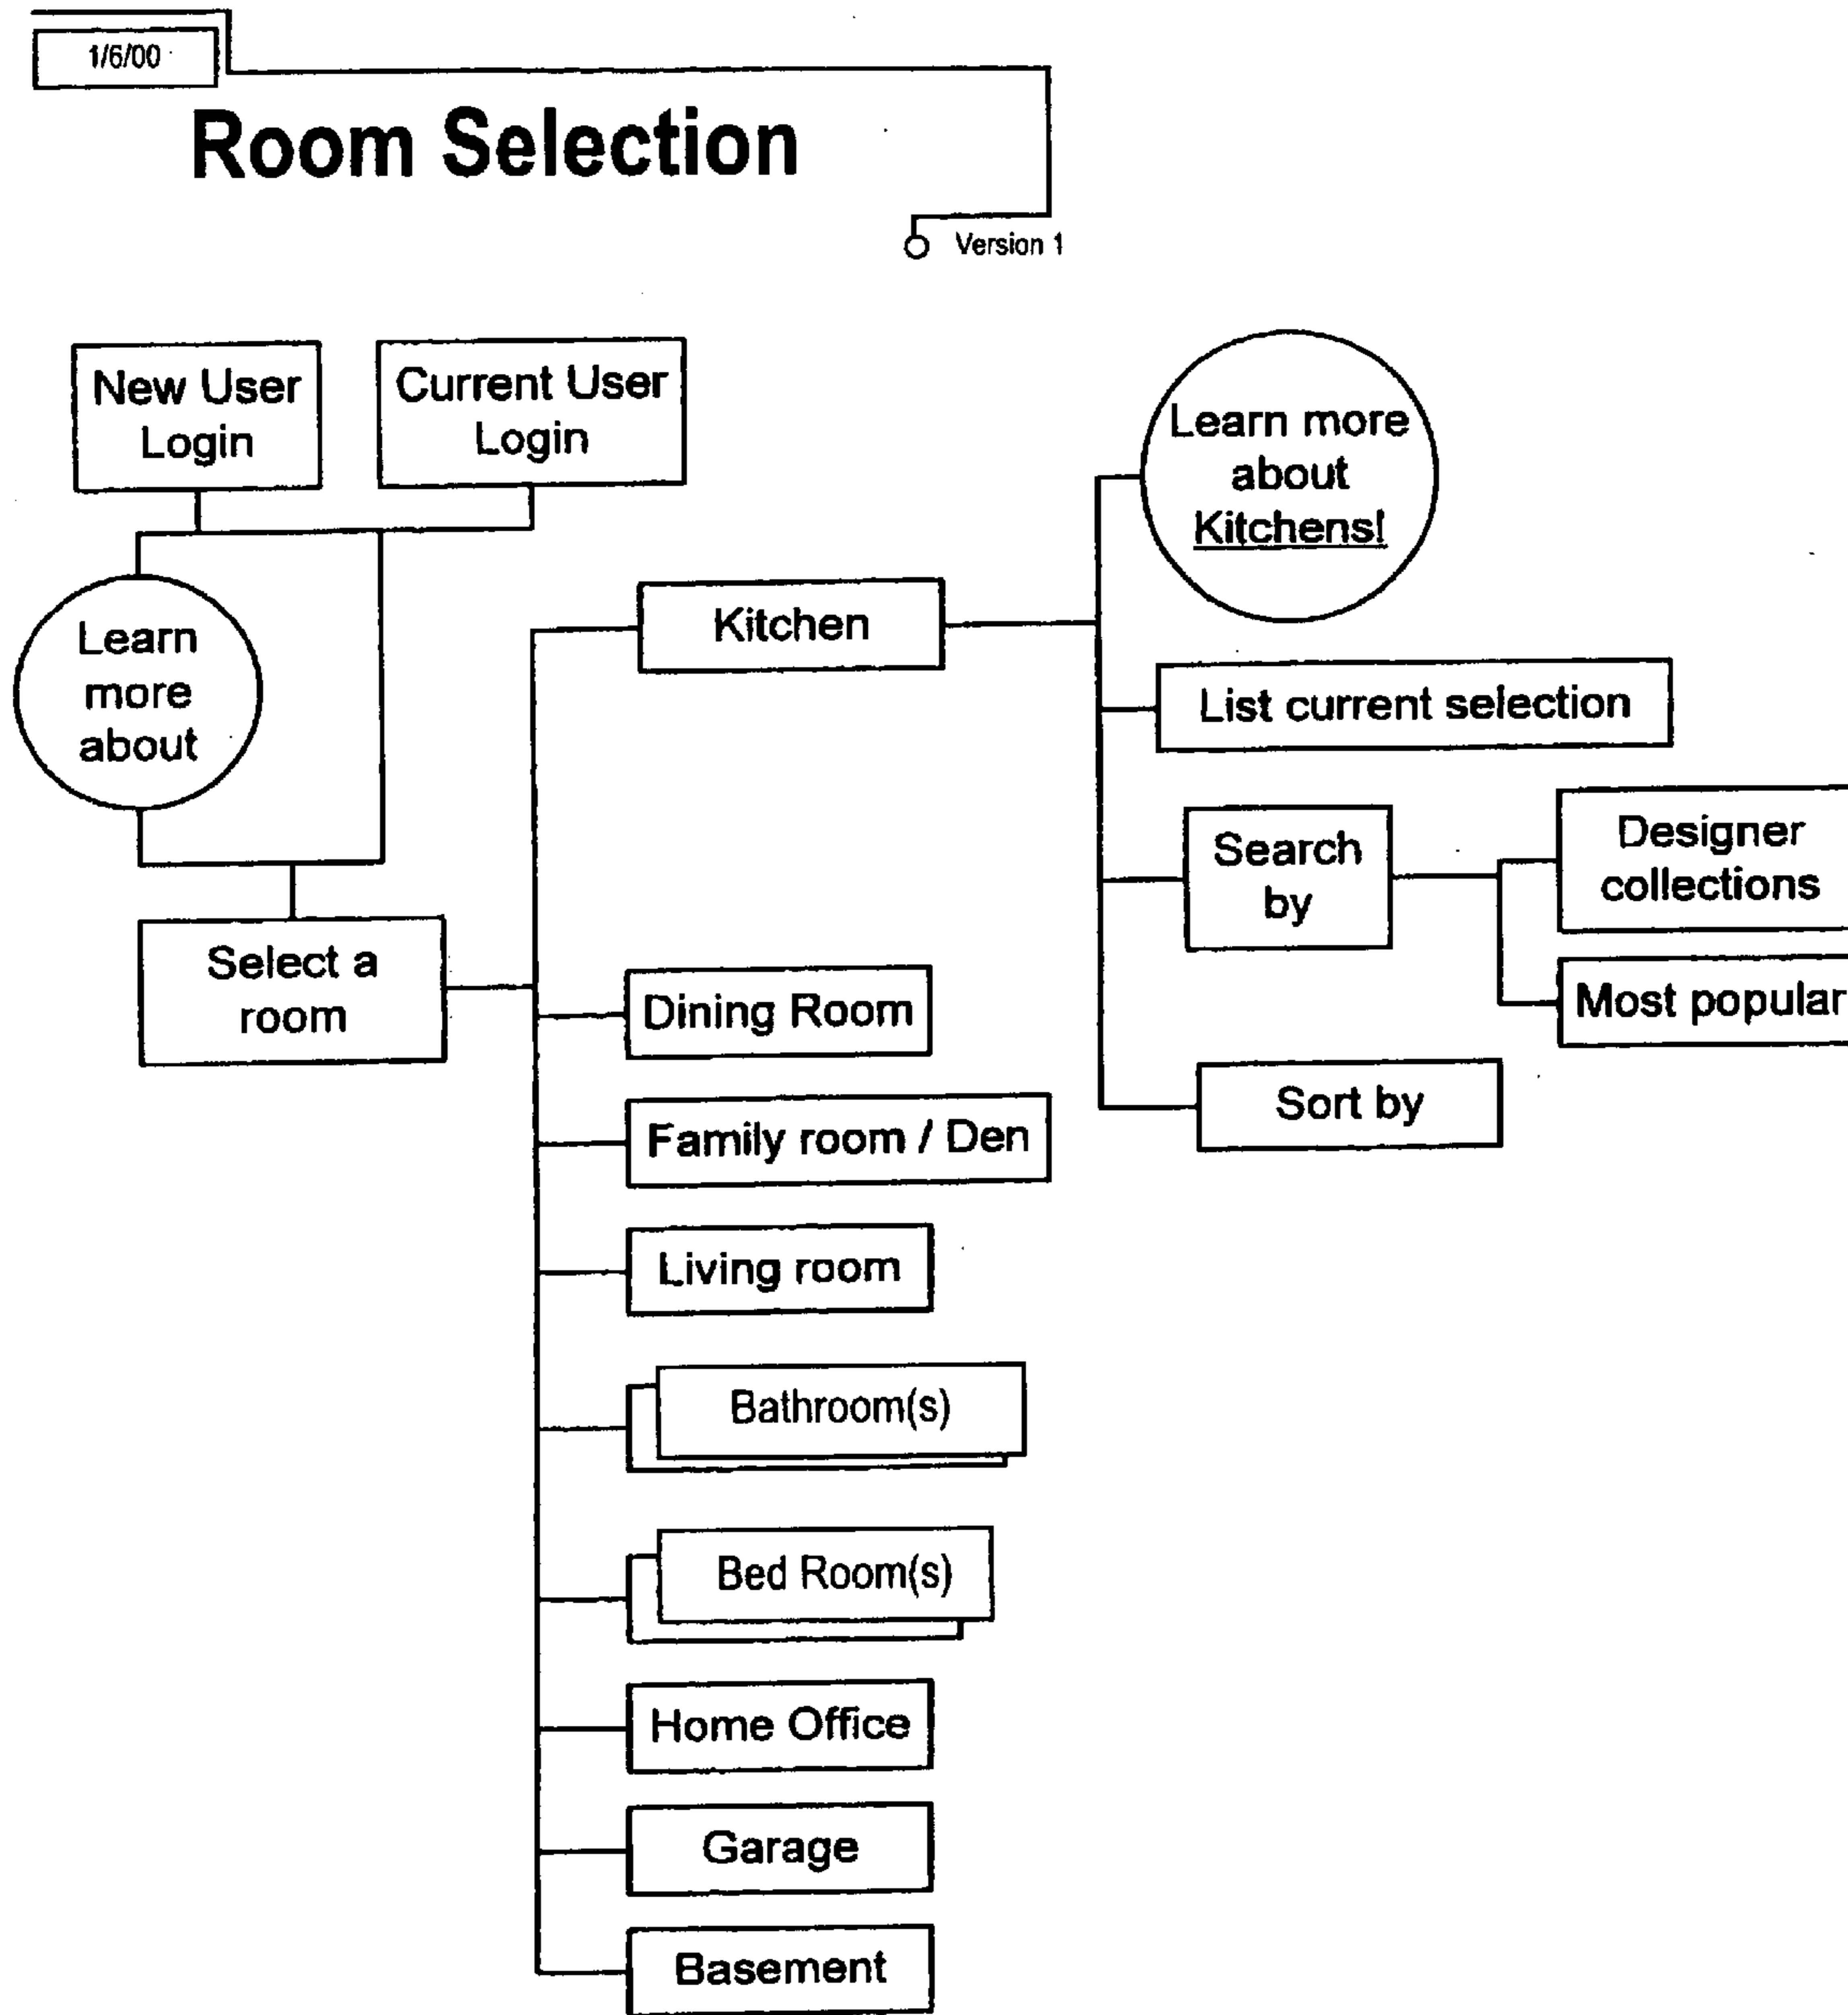 1/6/00
Room Selection
Version 1
New User
Login
Current User
Login
Learn
more
about
Select a
room
Kitchen
Dining Room
Family room / Den
Living room
Bathroom(s)
Bed Room(s)
Home Office
Garage
Basement
Learn more
about
Kitchens!
List current selection
Search
by
Designer
collections
Most popular
Sort by